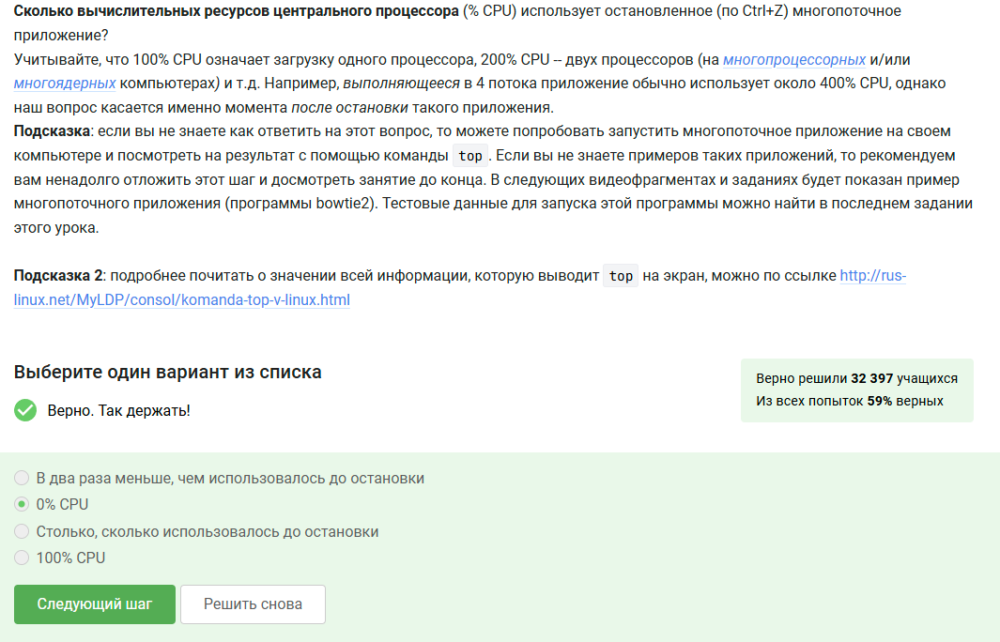 Сколько вычислительных ресурсов центрального процессора (% CPU) использует остановленное (по Ctrl+Z) многопоточное
приложение?
Учитывайте, что 100% CPU означает загрузку одного процессора, 200% CPU -- двух процессоров (на многопроцессорных и/или
многоядерных компьютерах) и т.д. Например, выполняющееся в 4 потока приложение обычно использует около 400% CPU, однако
наш вопрос касается именно момента после остановки такого приложения.
Подсказка: если вы не знаете как ответить на этот вопрос, то можете попробовать запустить многопоточное приложение на своем
компьютере и посмотреть на результат с помощью команды top. Если вы не знаете примеров таких приложений, то рекомендуем
вам ненадолго отложить этот шаг и досмотреть занятие до конца. В следующих видеофрагментах и заданиях будет показан пример
многопоточного приложения (программы bowtie2). Тестовые данные для запуска этой программы можно найти в последнем задании
этого урока.
Подсказка 2: подробнее почитать о значении всей информации, которую выводит top на экран, можно по ссылке http://rus-
linux.net/MyLDP/consol/komanda-top-v-linux.html
Выберите один вариант из списка
Верно. Так держать!
Верно решили 32 397 учащихся
Из всех попыток 59% верных
В два раза меньше, чем использовалось до остановки
0% CPU
Столько, сколько использовалось до остановки
100% CPU
Следующий шаг
Решить снова